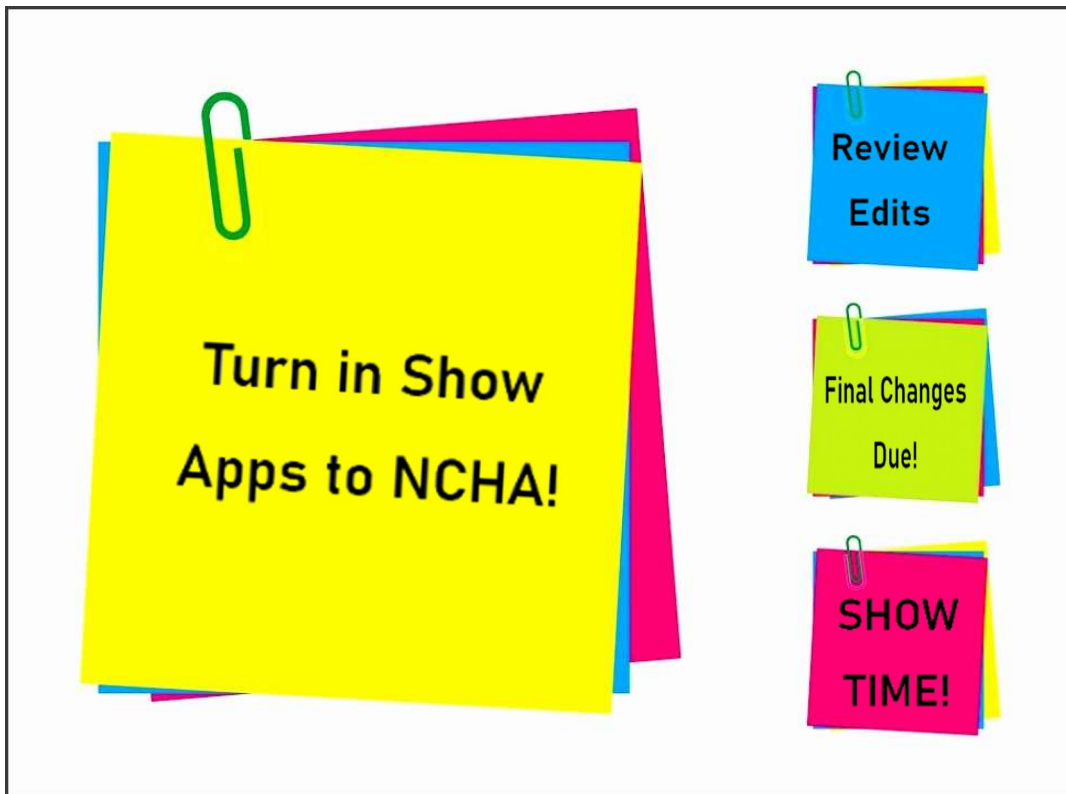 Turn in Show
Apps to NCHA!
Review
Edits
Final Changes
Due!
SHOW
TIME!